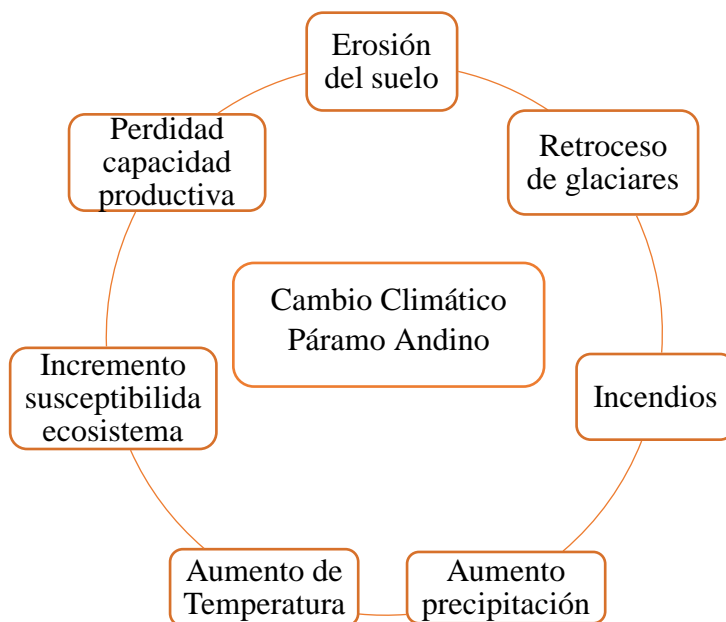 Erosión
del suelo
Retroceso
de glaciares
Incendios
Aumento
precipitación
Aumento de
Temperatura
Incremento
susceptibilida
ecosistema
Perdidad
capacidad
productiva
Cambio Climático
Páramo Andino